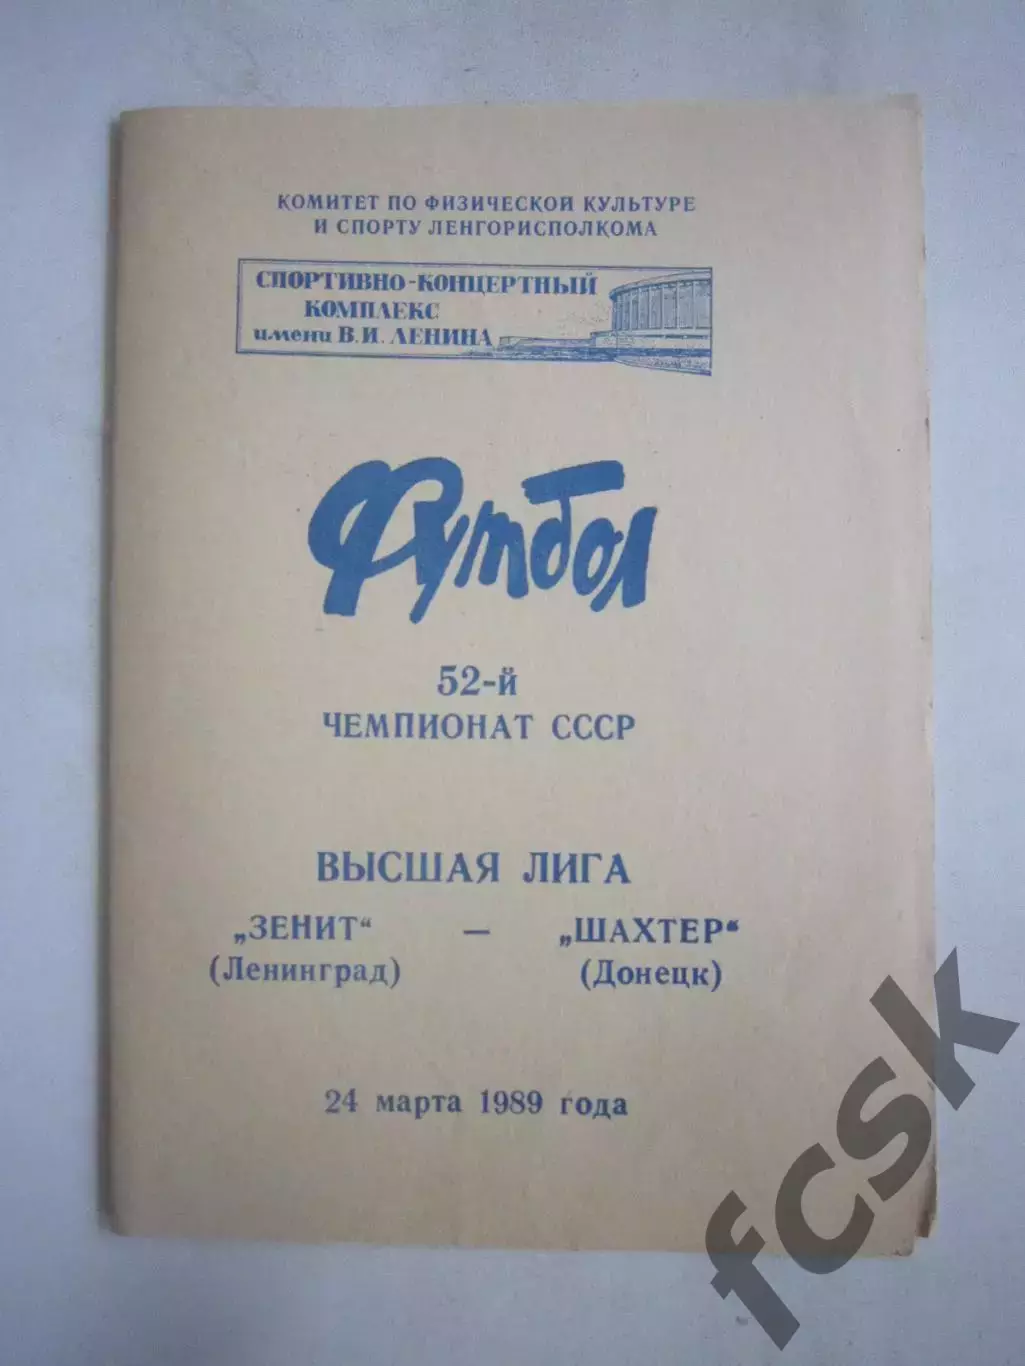 КОМИТЕТ ПО ФИЗИЧЕСКОЙ КУЛЬТУРЕ
И СПОРТУ ЛЕНГОРИСПОЛКОМА
СПОРТИВНО-КОНЦЕРТНЫЙ
КОМПЛЕКС
имени В.И. ЛЕНИНА
Футбол
52-й
ЧЕМПИОНАТ СССР
ВЫСШАЯ ЛИГА
„ЗЕНИТ“ — „ШАХТЕР“
(Ленинград) (Донецк)
24 марта 1989 года
fcsk